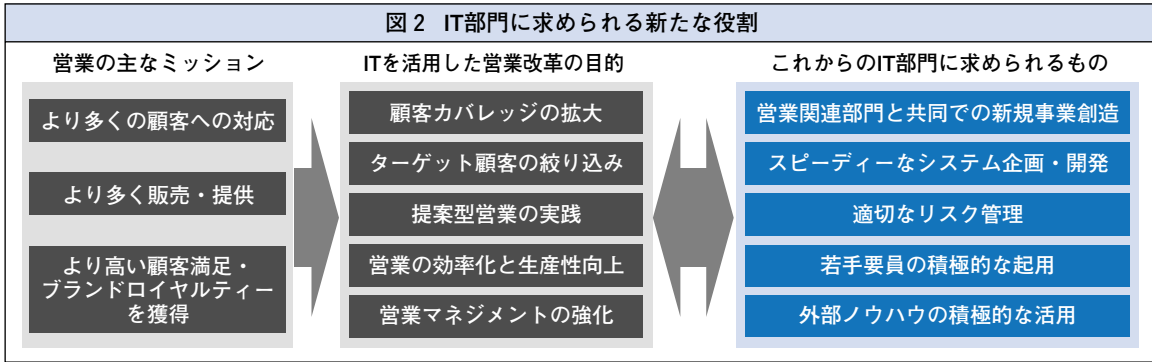 図2 IT部門に求められる新たな役割
営業の主なミッション
より多くの顧客への対応
より多く販売・提供
より高い顧客満足・
ブランドロイヤルティー
を獲得
ITを活用した営業改革の目的
顧客カバレッジの拡大
ターゲット顧客の絞り込み
提案型営業の実践
営業の効率化と生産性向上
営業マネジメントの強化
これからのIT部門に求められるもの
営業関連部門と共同での新規事業創造
スピーディーなシステム企画・開発
適切なリスク管理
若手要員の積極的な起用
外部ノウハウの積極的な活用